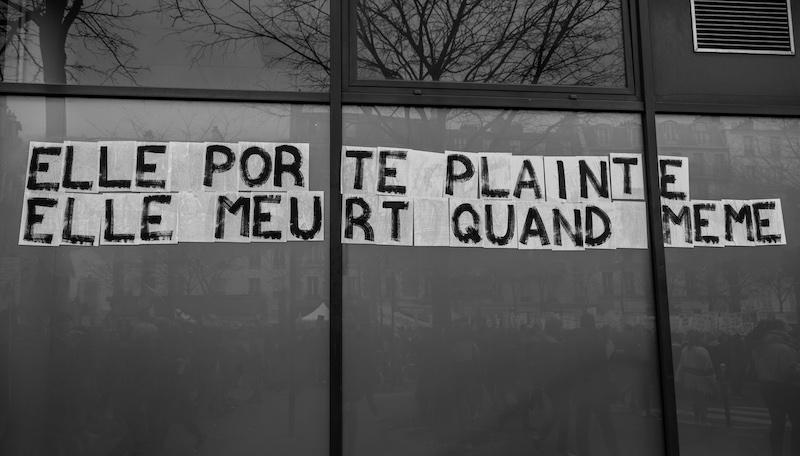 ELLE PORTE PLAINTE
ELLE MEURT QUAND MEME